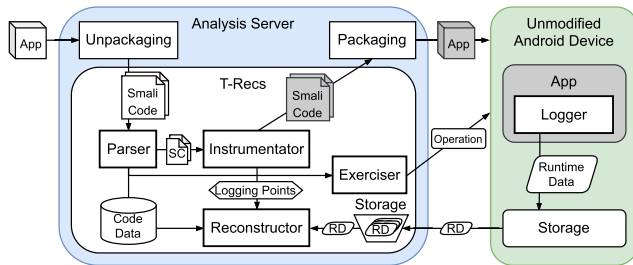 Analysis Server
Unmodified
Android Device
App
Unpackaging
Packaging
App
T-Recs
Smali
Code
Smali
Code
App
Logger
Parser
SC
Instrumentator
Operation
Exerciser
Runtime
Data
Logging Points
Storage
Code
Data
Reconstructor
RD
RD
RD
Storage